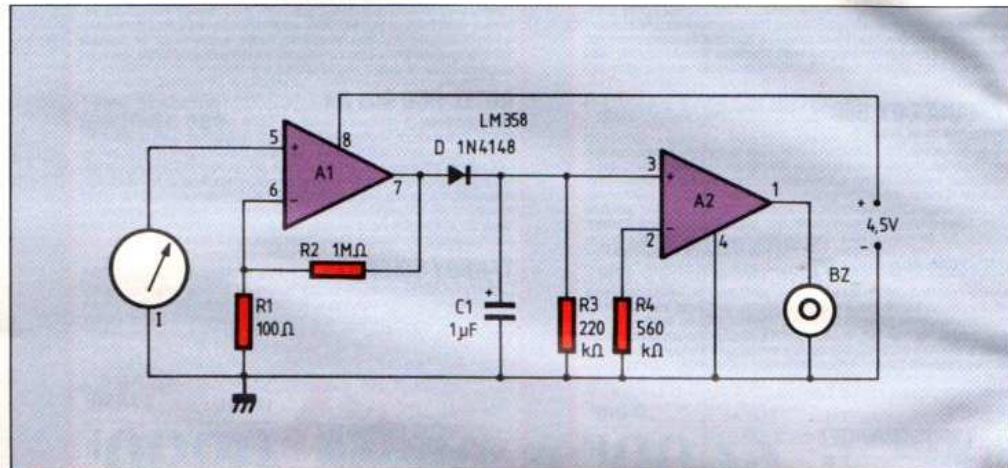 LM358
D 1N4148
5
+
8
A1
7
6
-
3
+
A2
1
2
-
4
+
4,5V
-
R2 1MΩ
BZ
I
R1
100Ω
+
C1
1µF
R3
220
kΩ
R4
560
kΩ